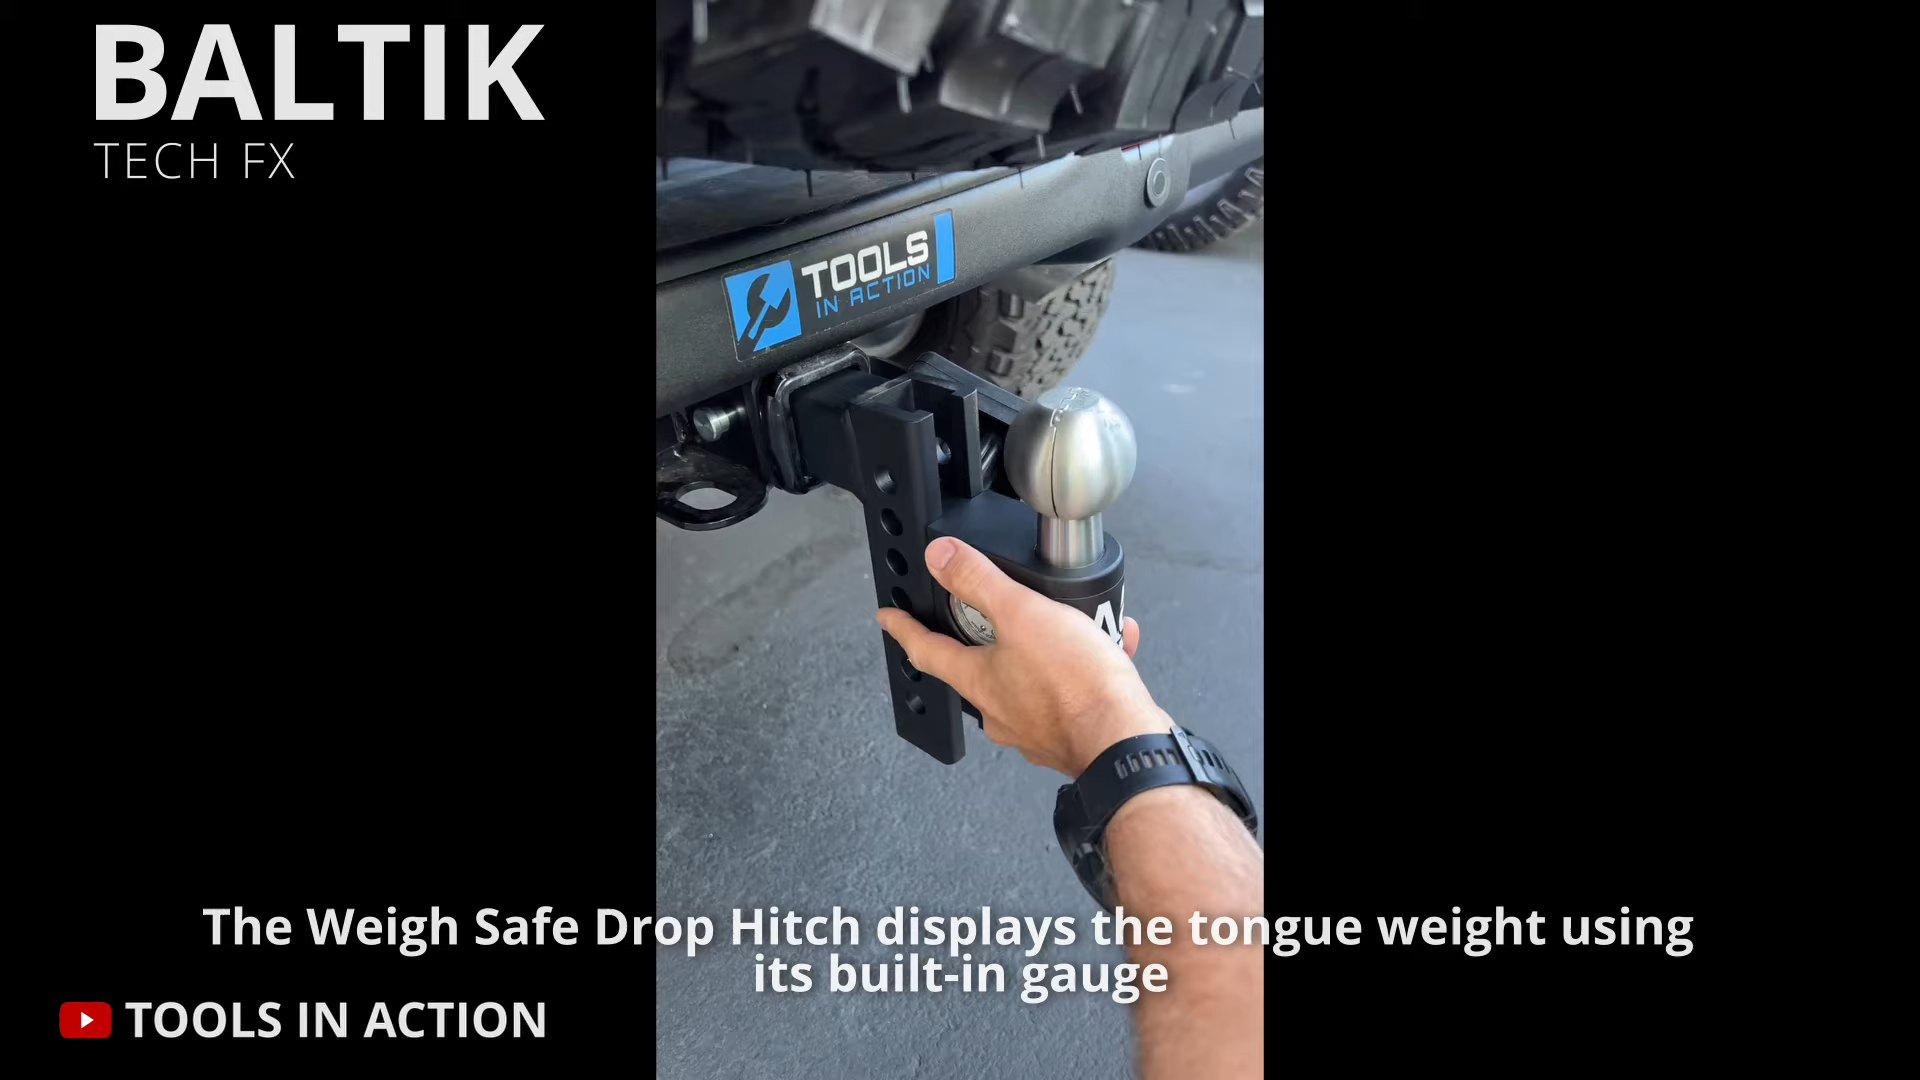 BALTIK
TECH FX
TOOLS
IN ACTION
The Weigh Safe Drop Hitch displays the tongue weight using
its built-in gauge
TOOLS IN ACTION